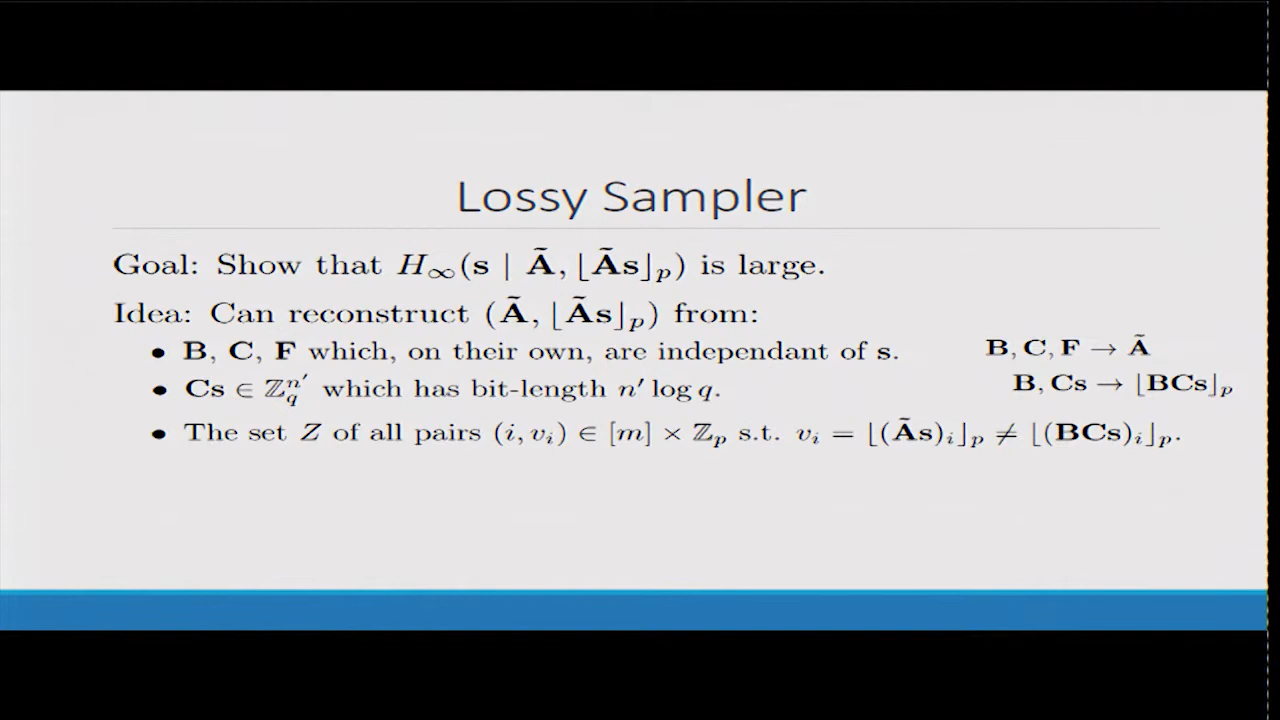 Lossy Sampler
Goal: Show that H∞(s | Ã, ⌊Ãs⌋ₚ) is large.
Idea: Can reconstruct (Ã, ⌊Ãs⌋ₚ) from:
• B, C, F which, on their own, are independant of s. B, C, F → Ã
• Cs ∈ ℤ_q^{n′} which has bit-length n′ log q. B, Cs → ⌊BCs⌋ₚ
• The set Z of all pairs (i, vᵢ) ∈ [m] × ℤₚ s.t. vᵢ = ⌊(Ãs)ᵢ⌋ₚ ≠ ⌊(BCs)ᵢ⌋ₚ.